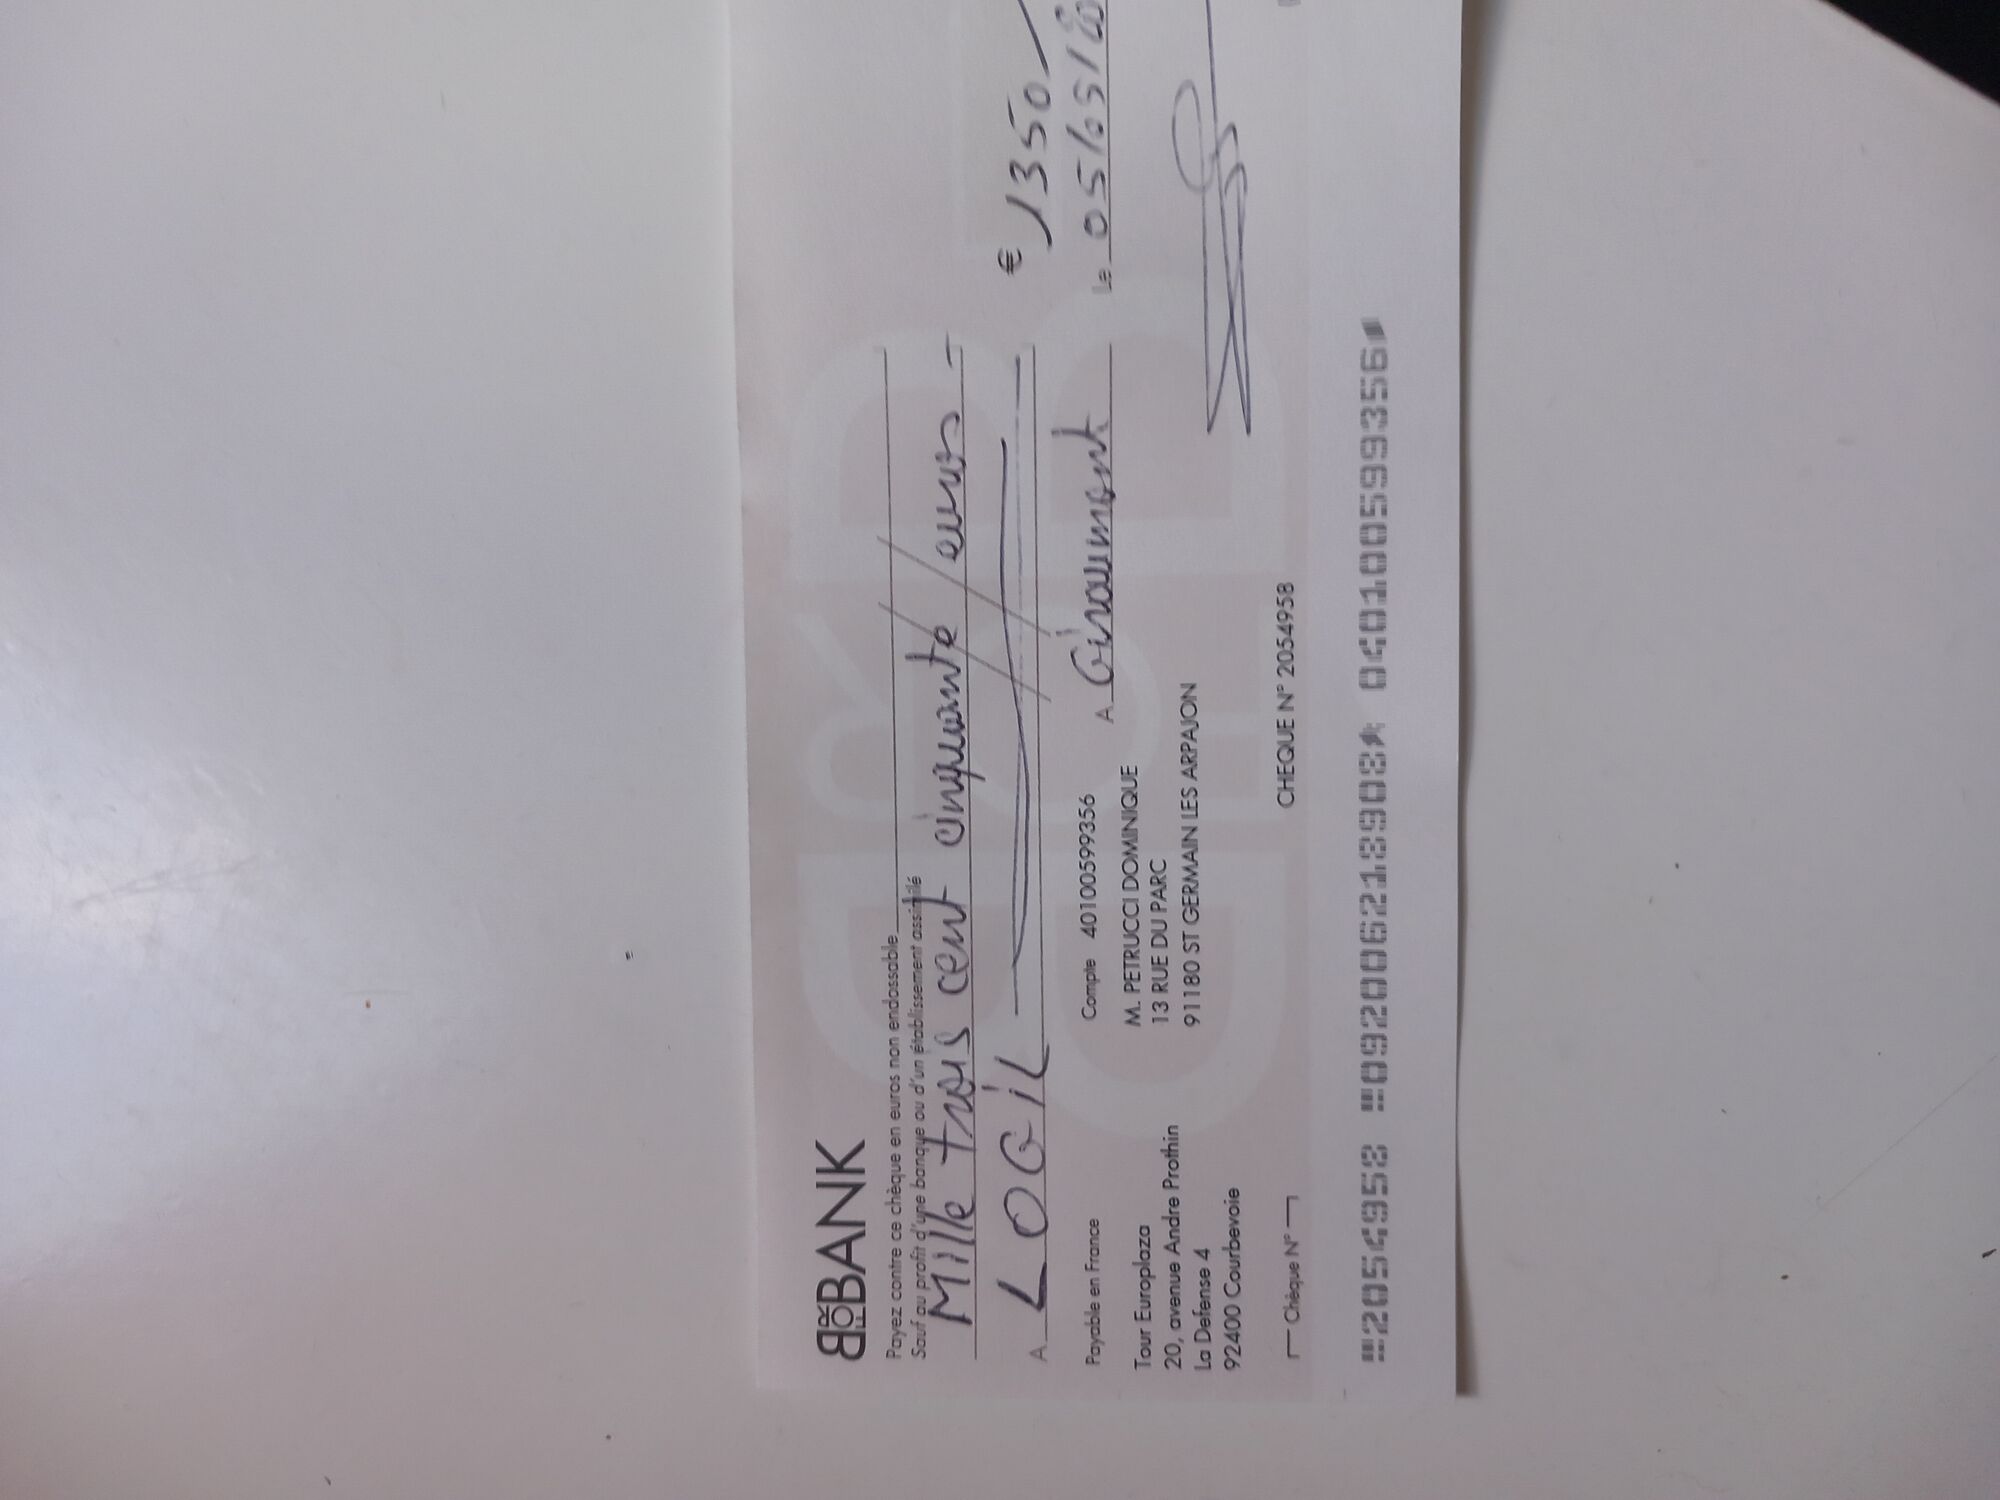 BforBANK
Payez contre ce chèque en euros non endossable
Sauf au profit d'une banque ou d'un établissement assimilé
Mille trois cent cinquante euros
A LOGIL
€ 1350
Payable en France
Compte 40100599356
A
le 05/05/
Tour Europlaza
20, avenue Andre Prothin
La Defense 4
92400 Courbevoie
M. PETRUCCI DOMINIQUE
13 RUE DU PARC
91180 ST GERMAIN LES ARPAJON
Chèque N°
CHEQUE N° 2054958
2054958 092006218908 040100599356